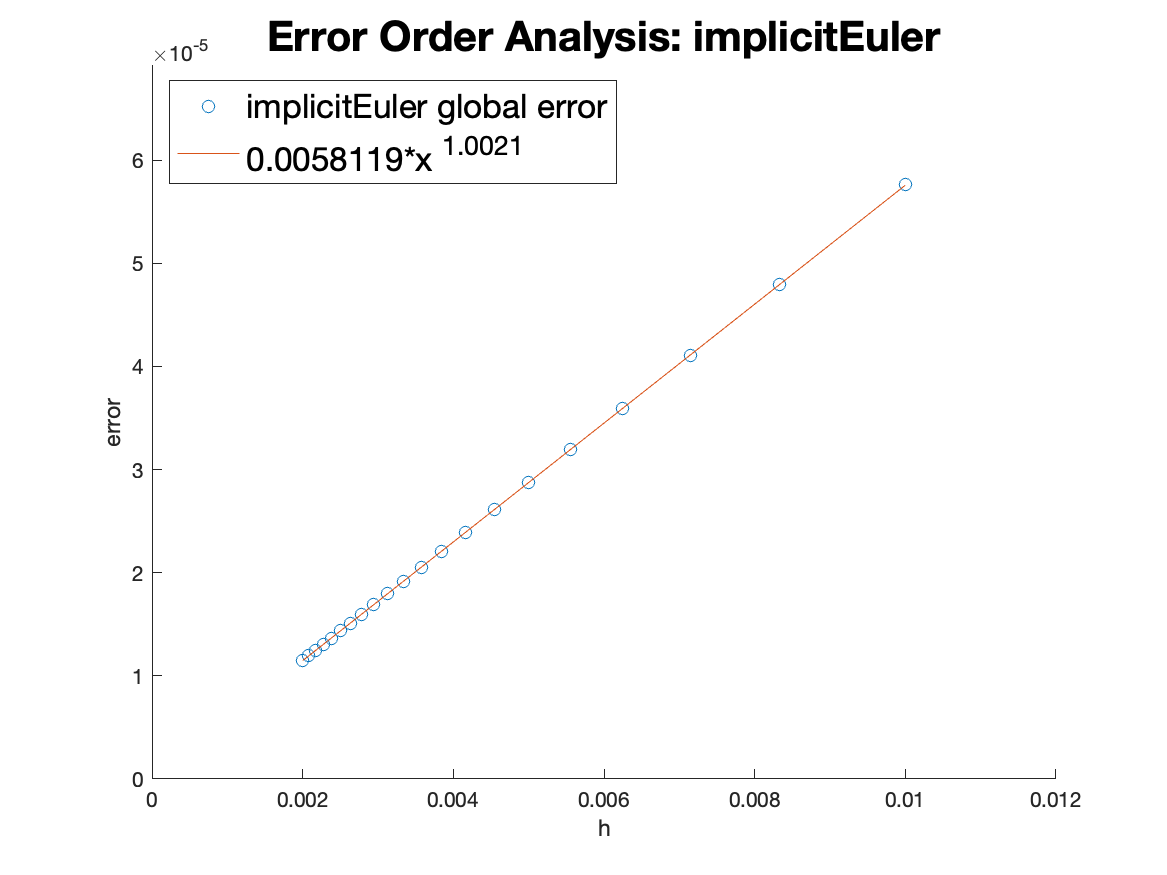 Error Order Analysis: implicitEuler
×10-5
implicitEuler global error
0.0058119*x 1.0021
6
5
4
3
2
1
0
error
0 0.002 0.004 0.006 0.008 0.01 0.012
h